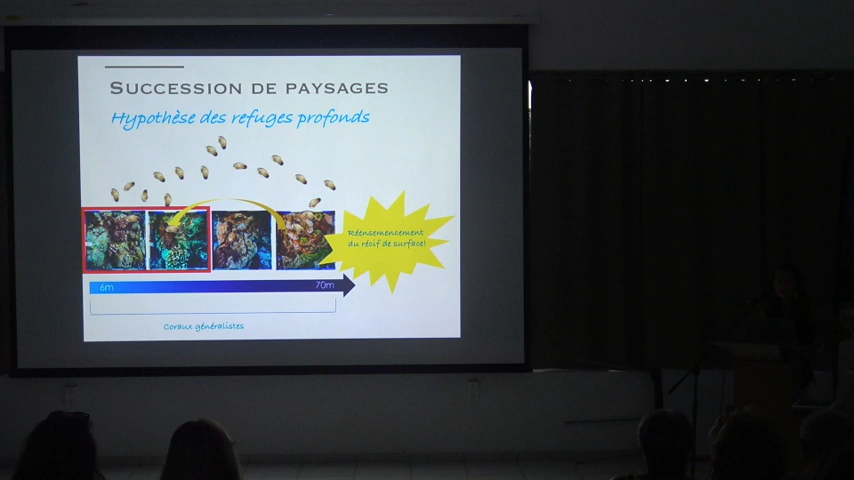 SUCCESSION DE PAYSAGES
Hypothèse des refuges profonds
Réensemencement
du récif de surface!
6m
70m
Coraux généralistes